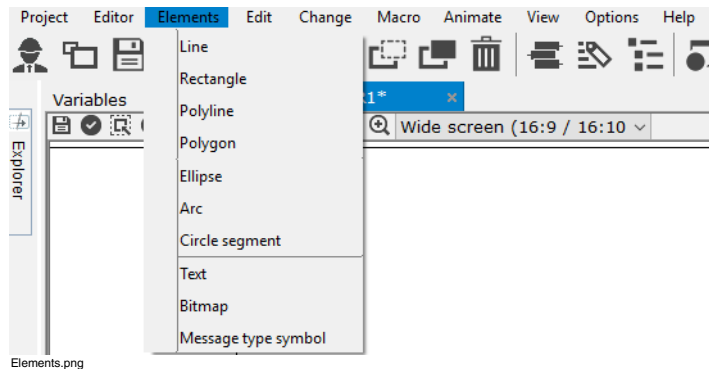 Project Editor Elements Edit Change Macro Animate View Options Help
Line
Rectangle
Variables
1*
Polyline
Wide screen (16:9 / 16:10
Explorer
Polygon
Ellipse
Arc
Circle segment
Text
Bitmap
Message type symbol
Elements.png